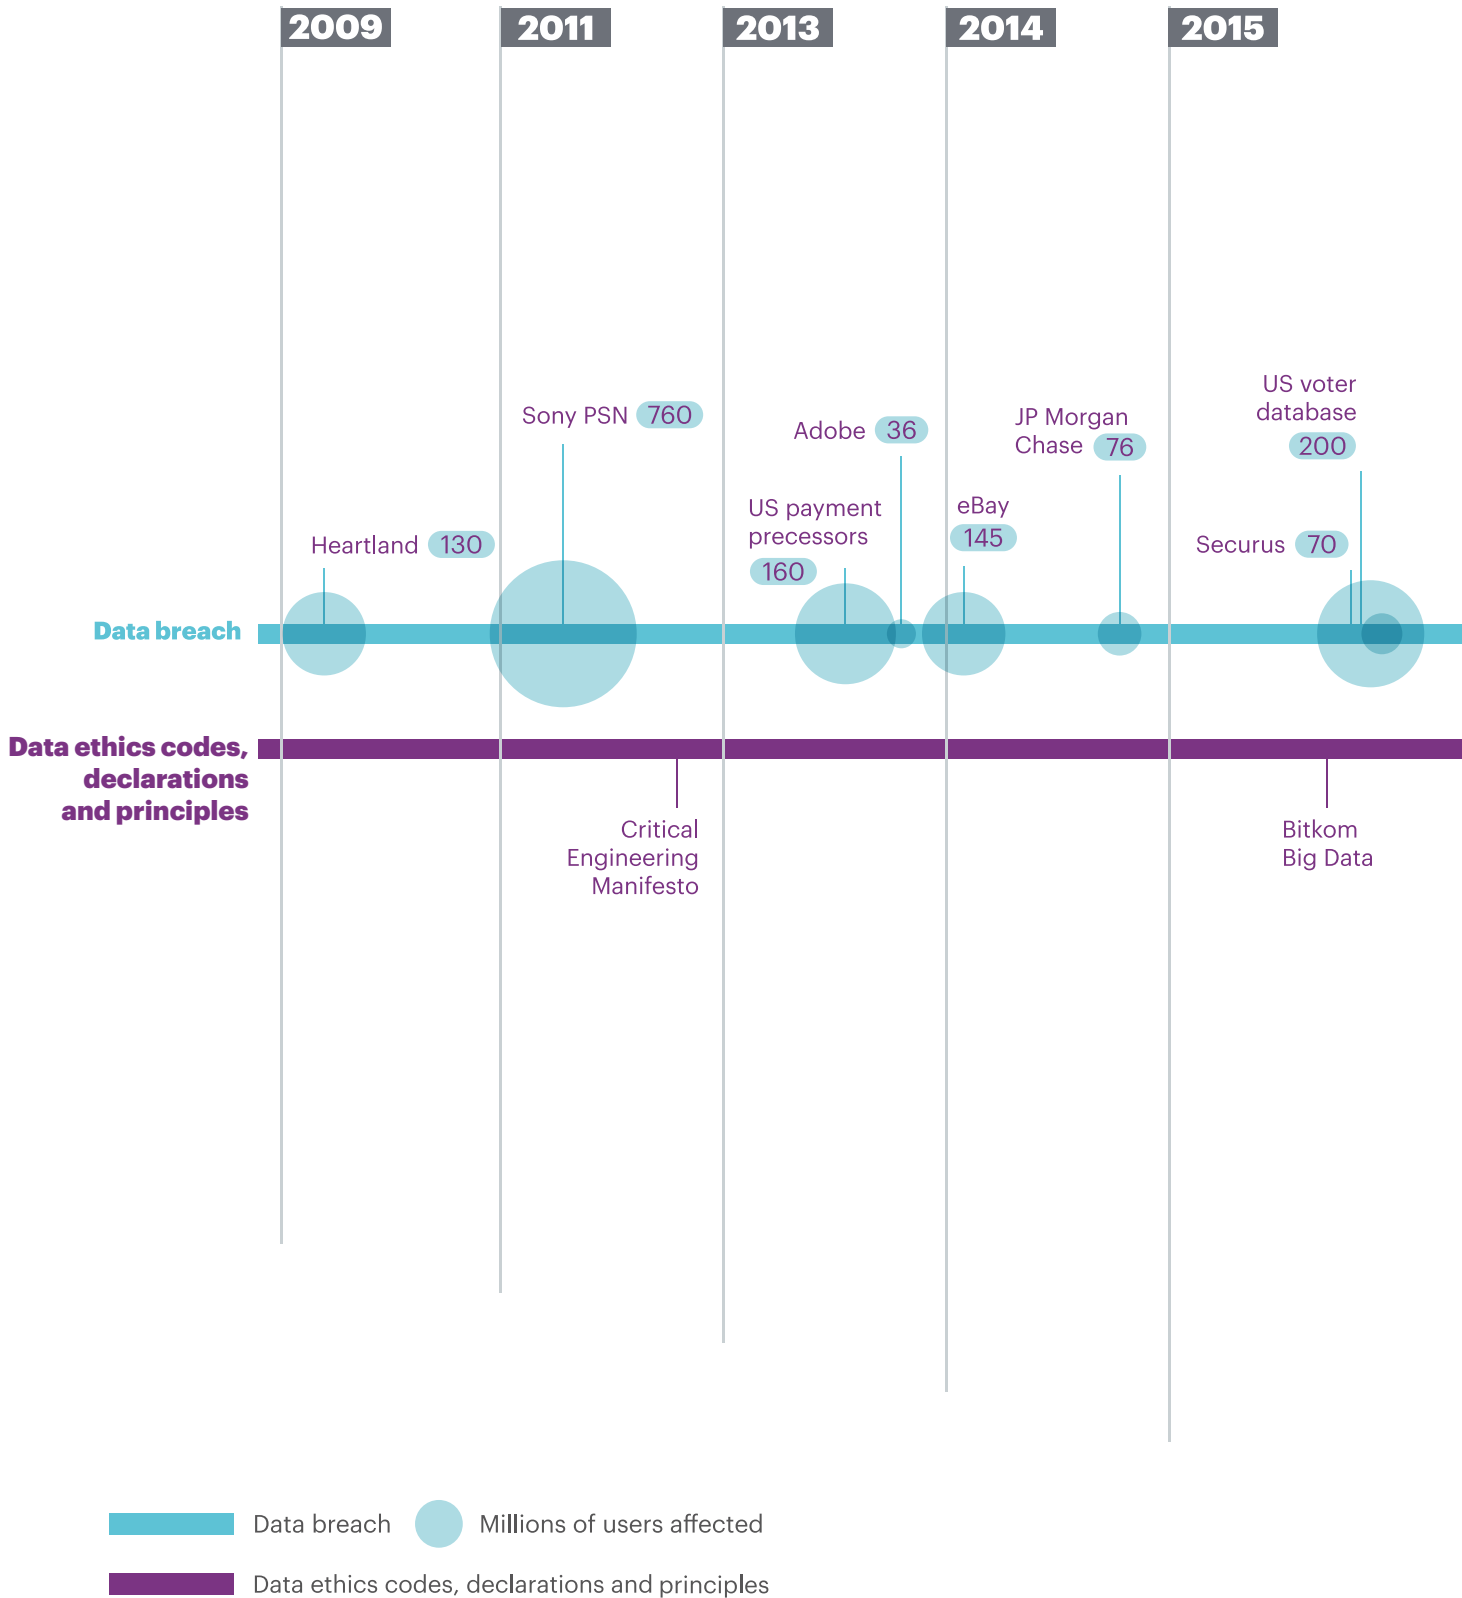 2009
2011
2013
2014
2015
US voter
database
200
Sony PSN 760
Adobe 36
JP Morgan
Chase 76
US payment
precessors
160
eBay
145
Heartland 130
Securus 70
Data breach
Data ethics codes,
declarations
and principles
Critical
Engineering
Manifesto
Bitkom
Big Data
Data breach
Millions of users affected
Data ethics codes, declarations and principles